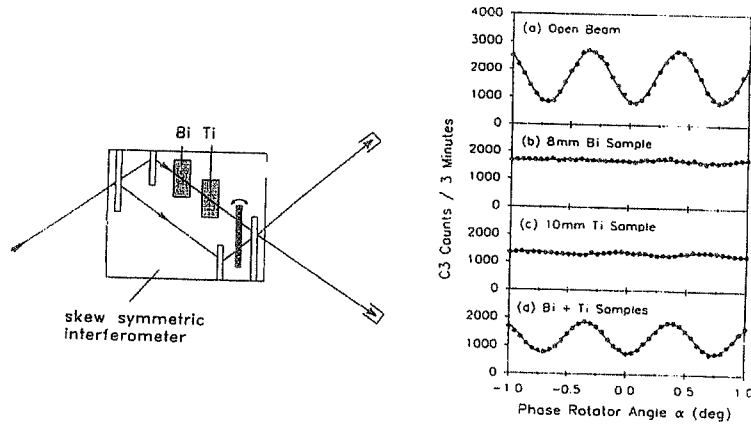 Bi Ti
skew symmetric
interferometer
C3 Counts / 3 Minutes
4000
(a) Open Beam
3000
2000
1000
0
(b) 8mm Bi Sample
2000
1000
0
(c) 10mm Ti Sample
2000
1000
0
(d) Bi + Ti Samples
2000
1000
0
-1.0 -0.5 0.0 0.5 1.0
Phase Rotator Angle α (deg)